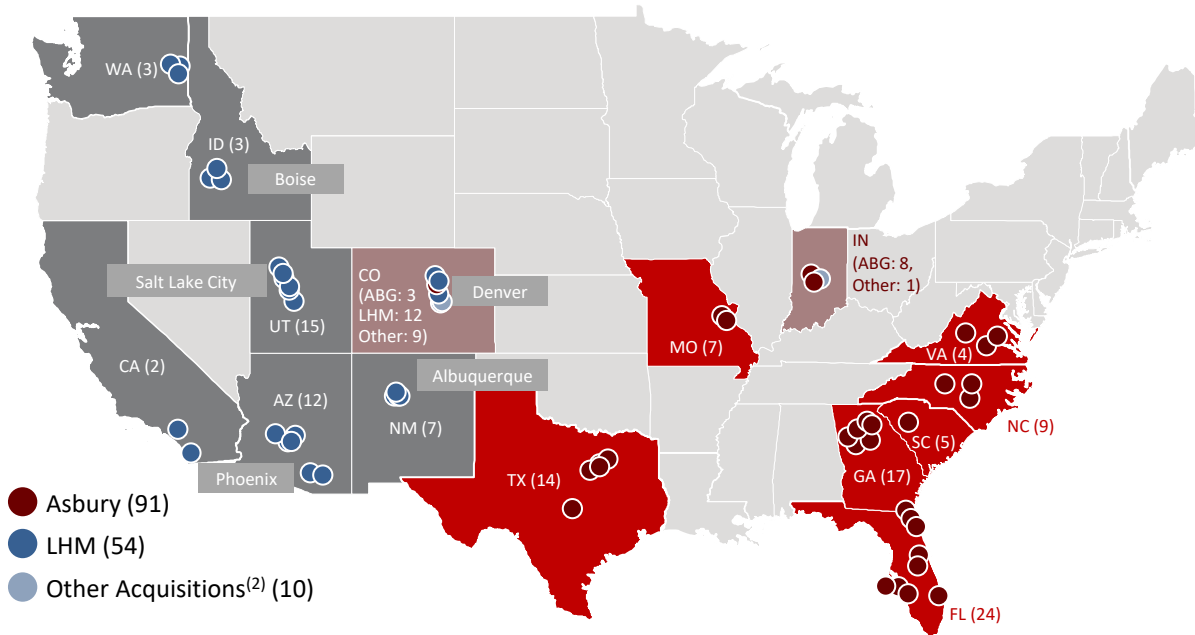 WA (3)
ID (3)
Boise
Salt Lake City
UT (15)
CO
(ABG: 3
LHM: 12
Other: 9)
Denver
IN
(ABG: 8,
Other: 1)
MO (7)
VA (4)
CA (2)
AZ (12)
Albuquerque
NM (7)
NC (9)
SC (5)
GA (17)
TX (14)
Phoenix
FL (24)
Asbury (91)
LHM (54)
Other Acquisitions(2) (10)